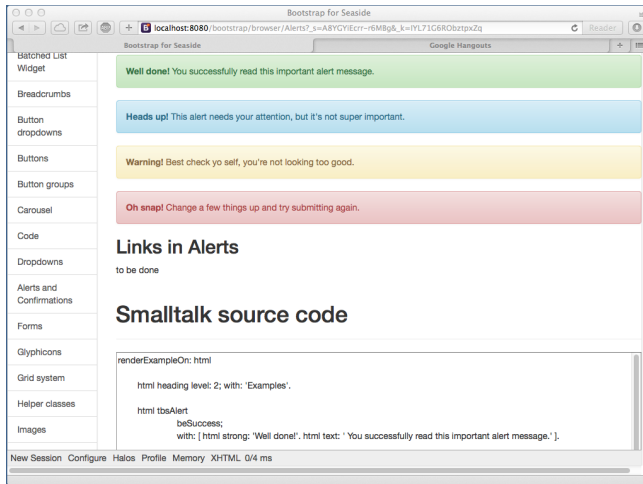 Bootstrap for Seaside
localhost:8080/bootstrap/browser/Alerts?_s=A8YGYiEcrr-r6MBg&_k=IYL71G6RObztpxZq
Reader
Bootstrap for Seaside
Google Hangouts
Batched List
Widget
Breadcrumbs
Button
dropdowns
Buttons
Button groups
Carousel
Code
Dropdowns
Alerts and
Confirmations
Forms
Glyphicons
Grid system
Helper classes
Images
Well done! You successfully read this important alert message.
Heads up! This alert needs your attention, but it's not super important.
Warning! Best check yo self, you're not looking too good.
Oh snap! Change a few things up and try submitting again.
Links in Alerts
to be done
Smalltalk source code
renderExampleOn: html
html heading level: 2; with: 'Examples'.
html tbsAlert
beSuccess;
with: [ html strong: 'Well done!'. html text: ' You successfully read this important alert message.' ].
New Session Configure Halos Profile Memory XHTML 0/4 ms